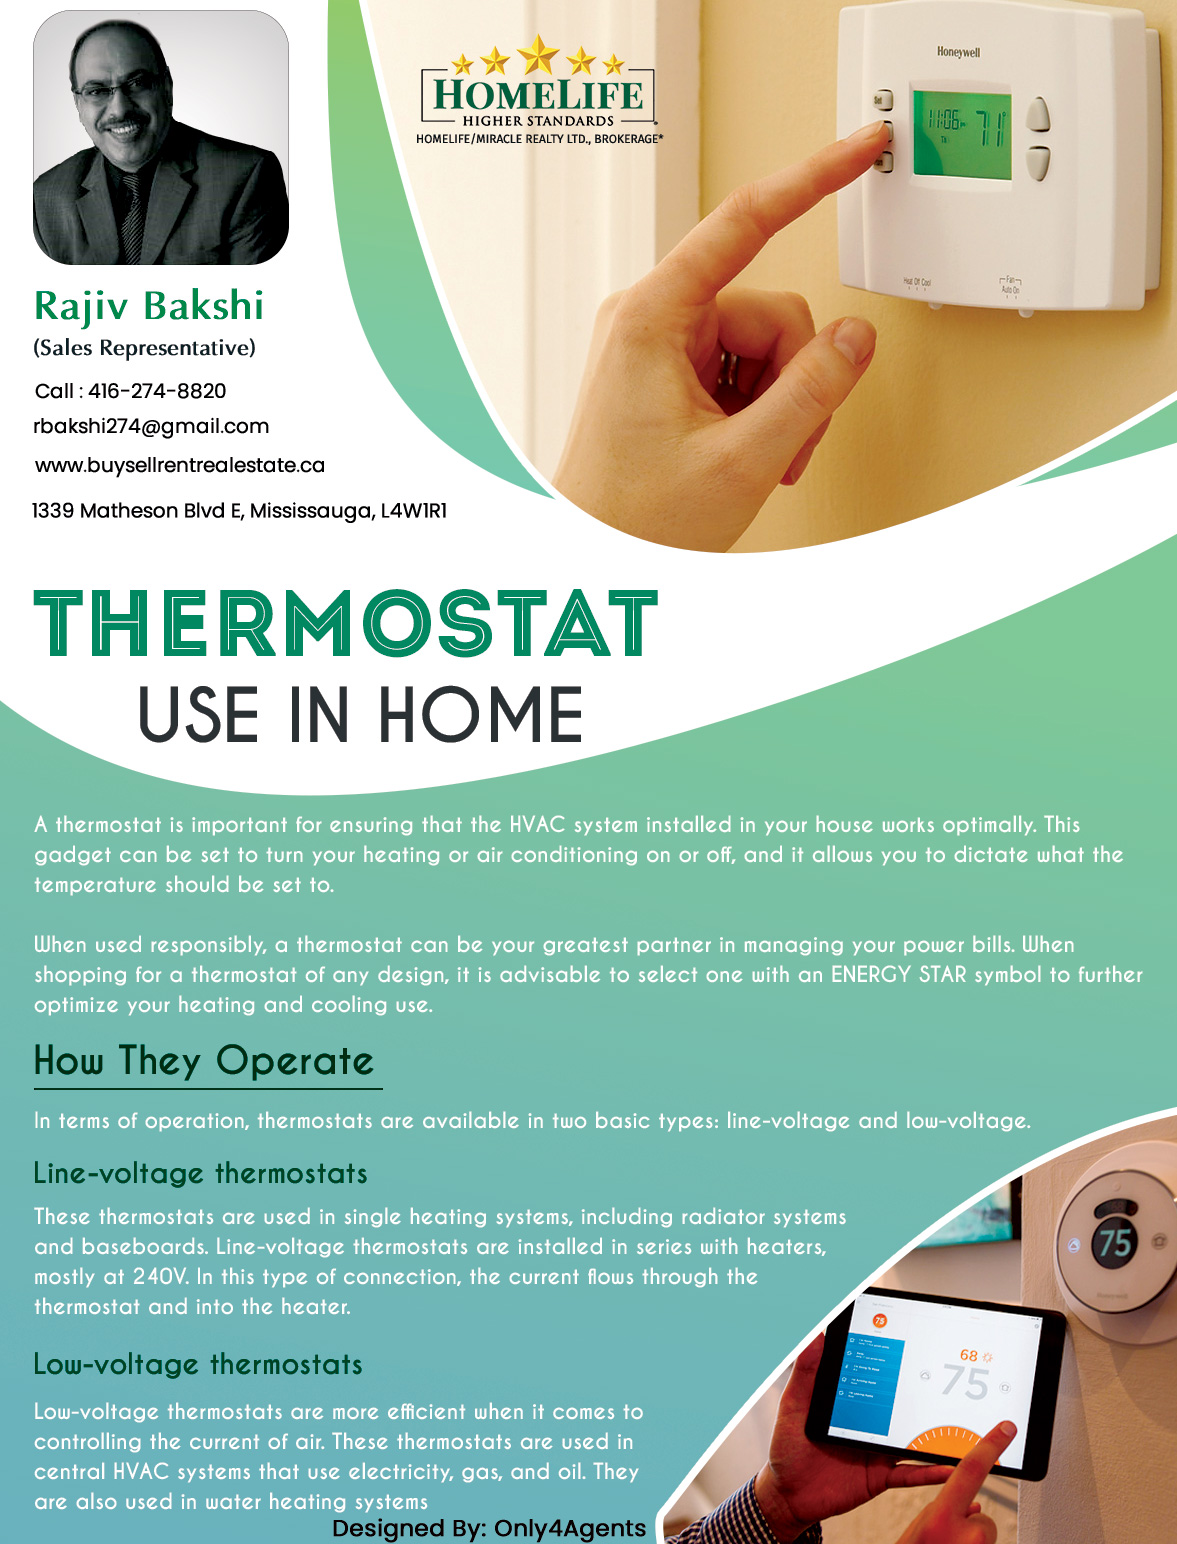 HOMELIFE
HIGHER STANDARDS
HOMELIFE/MIRACLE REALTY LTD., BROKERAGE*
Honeywell
11:06
71°
Heat Off Cool
Fan
Auto On
Rajiv Bakshi
(Sales Representative)
Call : 416-274-8820
rbakshi274@gmail.com
www.buysellrentrealestate.ca
1339 Matheson Blvd E, Mississauga, L4W1R1
THERMOSTAT
USE IN HOME
A thermostat is important for ensuring that the HVAC system installed in your house works optimally. This
gadget can be set to turn your heating or air conditioning on or off, and it allows you to dictate what the
temperature should be set to.
When used responsibly, a thermostat can be your greatest partner in managing your power bills. When
shopping for a thermostat of any design, it is advisable to select one with an ENERGY STAR symbol to further
optimize your heating and cooling use.
How They Operate
In terms of operation, thermostats are available in two basic types: line-voltage and low-voltage.
Line-voltage thermostats
These thermostats are used in single heating systems, including radiator systems
and baseboards. Line-voltage thermostats are installed in series with heaters,
mostly at 240V. In this type of connection, the current flows through the
thermostat and into the heater.
Low-voltage thermostats
Low-voltage thermostats are more efficient when it comes to
controlling the current of air. These thermostats are used in
central HVAC systems that use electricity, gas, and oil. They
are also used in water heating systems
75
Honeywell
75
68
75
Designed By: Only4Agents